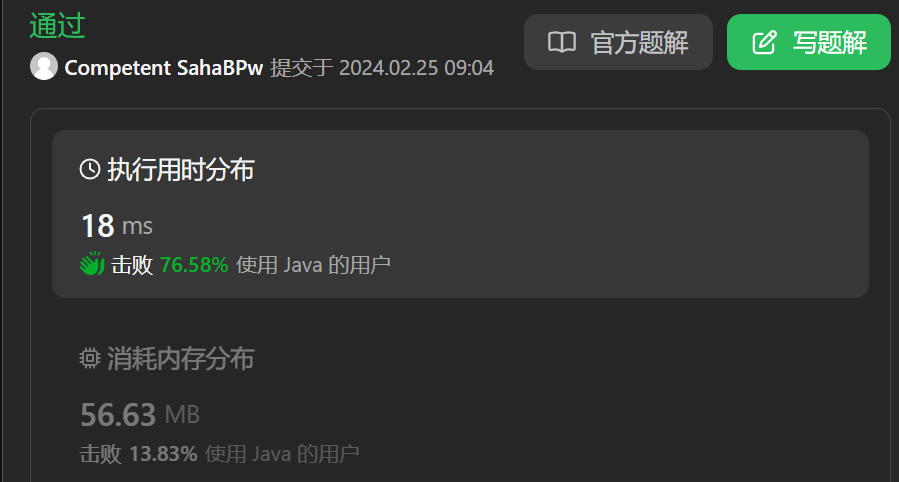 通过
官方题解
写题解
Competent SahaBPw 提交于 2024.02.25 09:04
执行用时分布
18 ms
击败 76.58% 使用 Java 的用户
消耗内存分布
56.63 MB
击败 13.83% 使用 Java 的用户